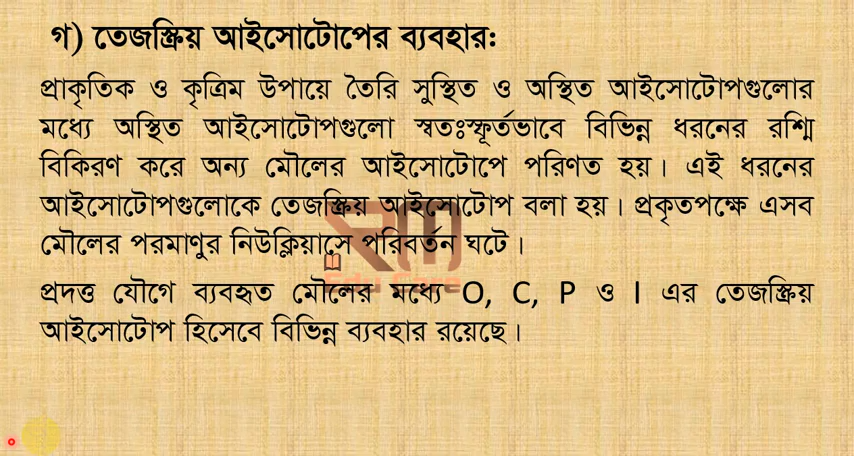 গ) তেজস্ক্রিয় আইসোটোপের ব্যবহার:
প্রাকৃতিক ও কৃত্রিম উপায়ে তৈরি সুস্থিত ও অস্থিত আইসোটোপগুলোর
মধ্যে অস্থিত আইসোটোপগুলো স্বতঃস্ফূর্তভাবে বিভিন্ন ধরনের রশ্মি
বিকিরণ করে অন্য মৌলের আইসোটোপে পরিণত হয়। এই ধরনের
আইসোটোপগুলোকে তেজস্ক্রিয় আইসোটোপ বলা হয়। প্রকৃতপক্ষে এসব
মৌলের পরমাণুর নিউক্লিয়াসে পরিবর্তন ঘটে।
প্রদত্ত যৌগে ব্যবহৃত মৌলের মধ্যে O, C, P ও I এর তেজস্ক্রিয়
আইসোটোপ হিসেবে বিভিন্ন ব্যবহার রয়েছে।
Edu Care